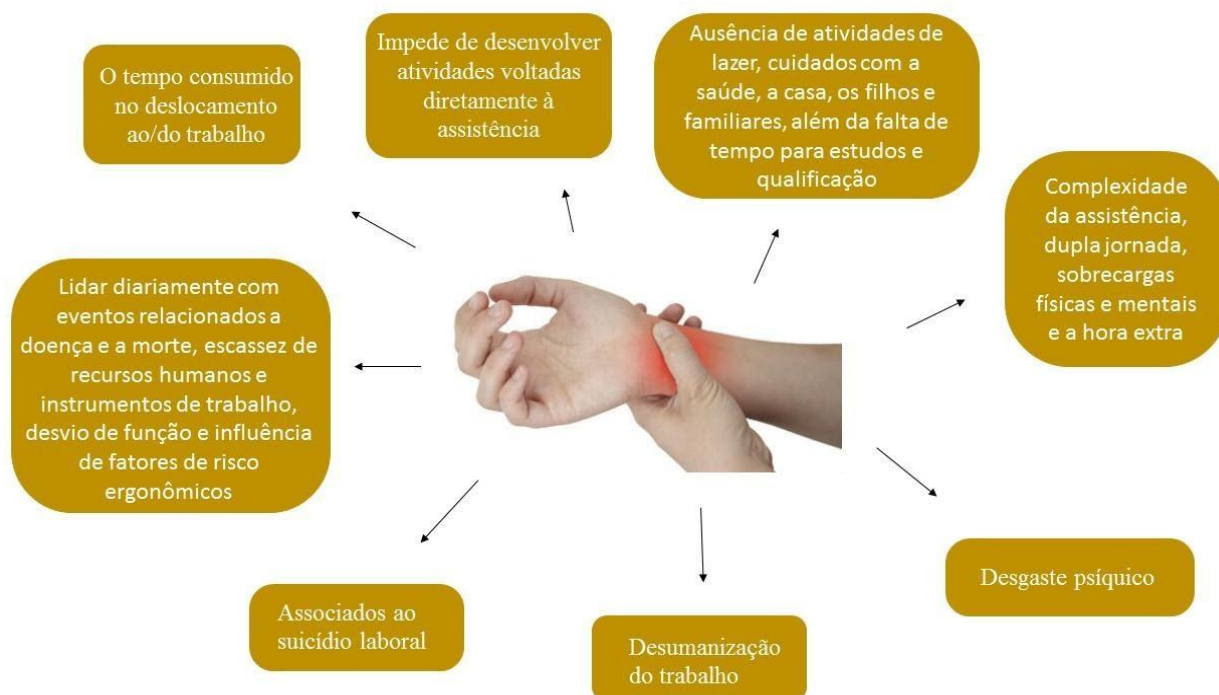 O tempo consumido
no deslocamento
ao/do trabalho
Impede de desenvolver
atividades voltadas
diretamente à
assistência
Ausência de atividades de
lazer, cuidados com a
saúde, a casa, os filhos e
familiares, além da falta de
tempo para estudos e
qualificação
Complexidade
da assistência,
dupla jornada,
sobrecargas
físicas e mentais
e a hora extra
Lidar diariamente com
eventos relacionados a
doença e a morte, escassez de
recursos humanos e
instrumentos de trabalho,
desvio de função e influência
de fatores de risco
ergonômicos
Associados ao
suicídio laboral
Desumanização
do trabalho
Desgaste psíquico